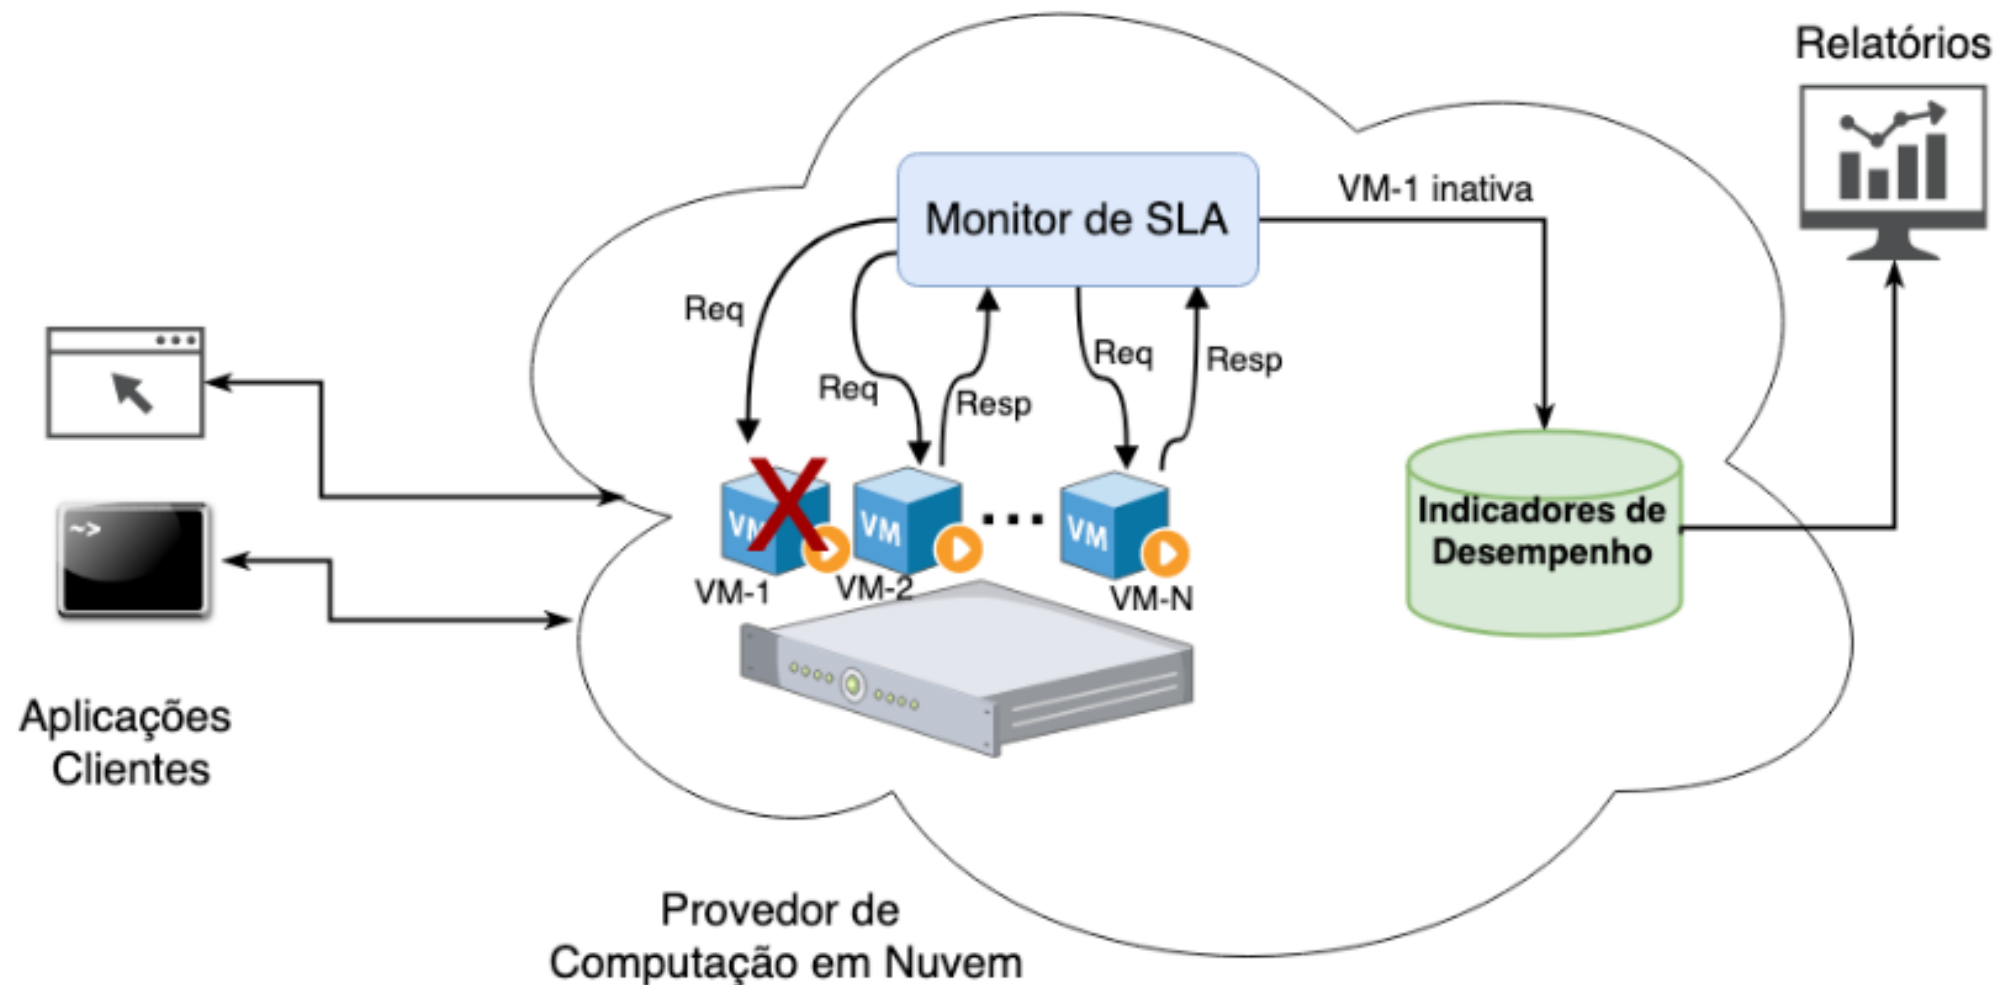 Relatórios
VM-1 inativa
Monitor de SLA
Req
Req
Resp
Req
Resp
~>
VM
VM
VM
VM-1
VM-2
...
VM-N
Indicadores de
Desempenho
Aplicações
Clientes
Provedor de
Computação em Nuvem